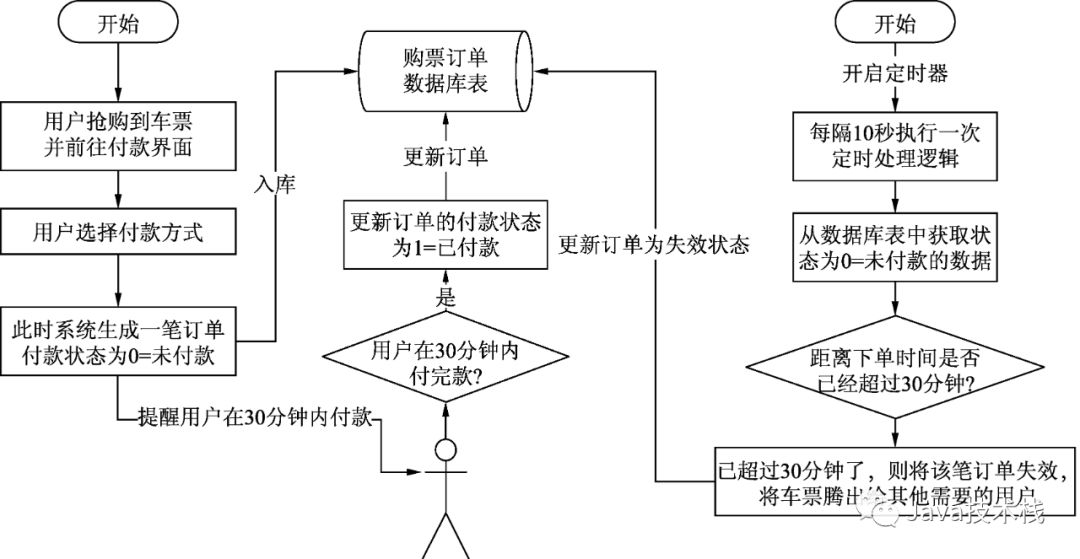 开始
用户抢购到车票
并前往付款界面
用户选择付款方式
此时系统生成一笔订单
付款状态为0=未付款
入库
提醒用户在30分钟内付款
购票订单
数据库表
更新订单
更新订单的付款状态
为1=已付款
是
用户在30分钟内
付完款?
更新订单为失效状态
开始
开启定时器
每隔10秒执行一次
定时处理逻辑
从数据库表中获取状
态为0=未付款的数据
距离下单时间是否
已经超过30分钟?
已超过30分钟了，则将该笔订单失效，
将车票腾出给其他需要的用户
Java技术栈